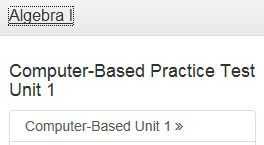 Algebra I
Computer-Based Practice Test
Unit 1
Computer-Based Unit 1 »